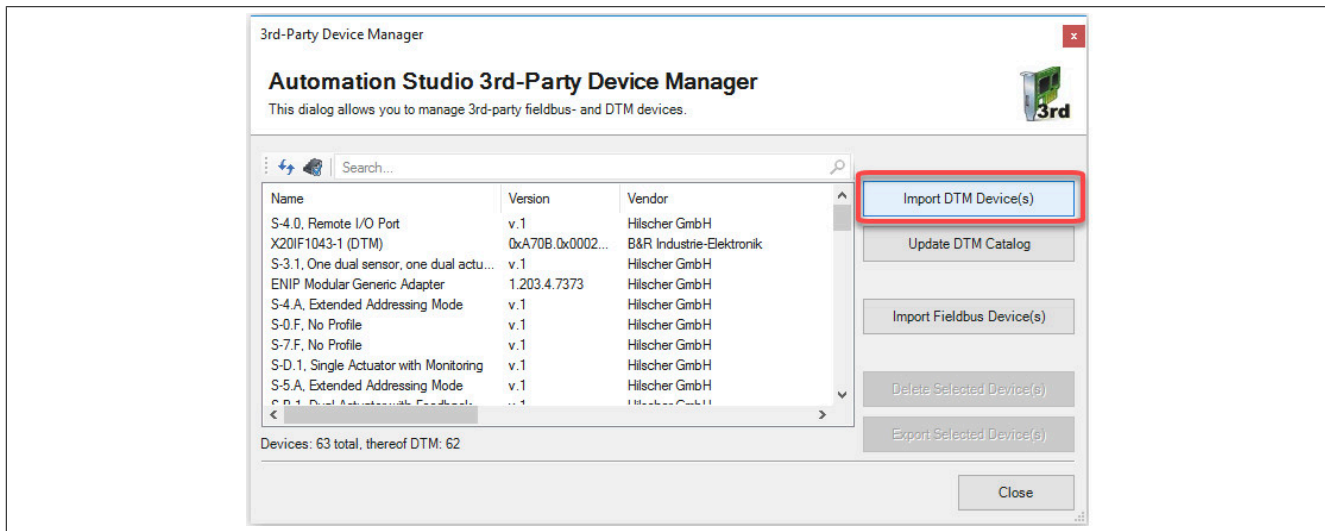 3rd-Party Device Manager
x
Automation Studio 3rd-Party Device Manager
This dialog allows you to manage 3rd-party fieldbus- and DTM devices.
3rd
Search...
Name Version Vendor
S-4.0, Remote I/O Port v.1 Hilscher GmbH
X20IF1043-1 (DTM) 0xA70B.0x0002... B&R Industrie-Elektronik
S-3.1, One dual sensor, one dual actu... v.1 Hilscher GmbH
ENIP Modular Generic Adapter 1.203.4.7373 Hilscher GmbH
S-4.A, Extended Addressing Mode v.1 Hilscher GmbH
S-0.F, No Profile v.1 Hilscher GmbH
S-7.F, No Profile v.1 Hilscher GmbH
S-D.1, Single Actuator with Monitoring v.1 Hilscher GmbH
S-5.A, Extended Addressing Mode v.1 Hilscher GmbH
Devices: 63 total, thereof DTM: 62
Import DTM Device(s)
Update DTM Catalog
Import Fieldbus Device(s)
Delete Selected Device(s)
Export Selected Device(s)
Close